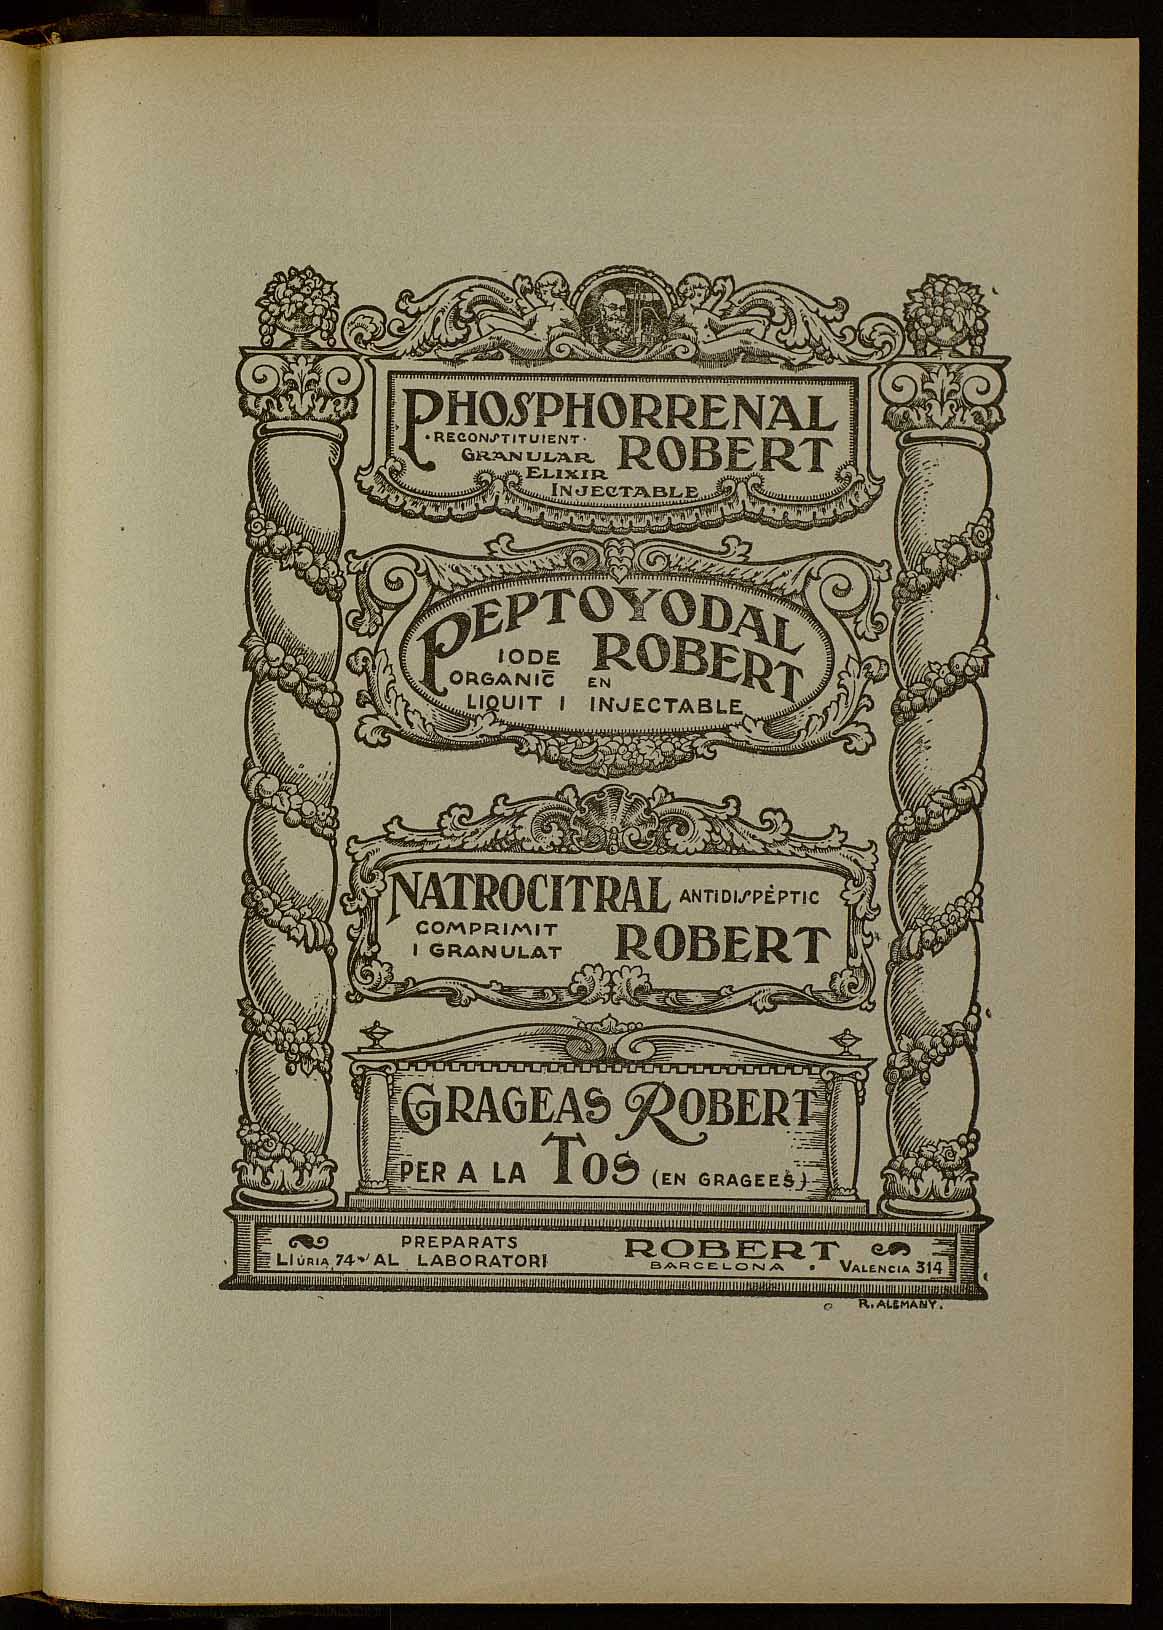 PHOSPHORRENAL
· RECONSTITUIENT · ROBERT
GRANULAR
ELIXIR
INJECTABLE
PEPTOYODAL
IODE ROBERT
ORGANIC EN
LIQUIT I INJECTABLE
NATROCITRAL ANTIDISPÈPTIC
COMPRIMIT
I GRANULAT ROBERT
GRAGEAS ROBERT
PER A LA TOS (EN GRAGEES)
PREPARATS ROBERT
LlÚRIA, 74 AL LABORATORI BARCELONA · VALENCIA 314
R. ALEMANY.